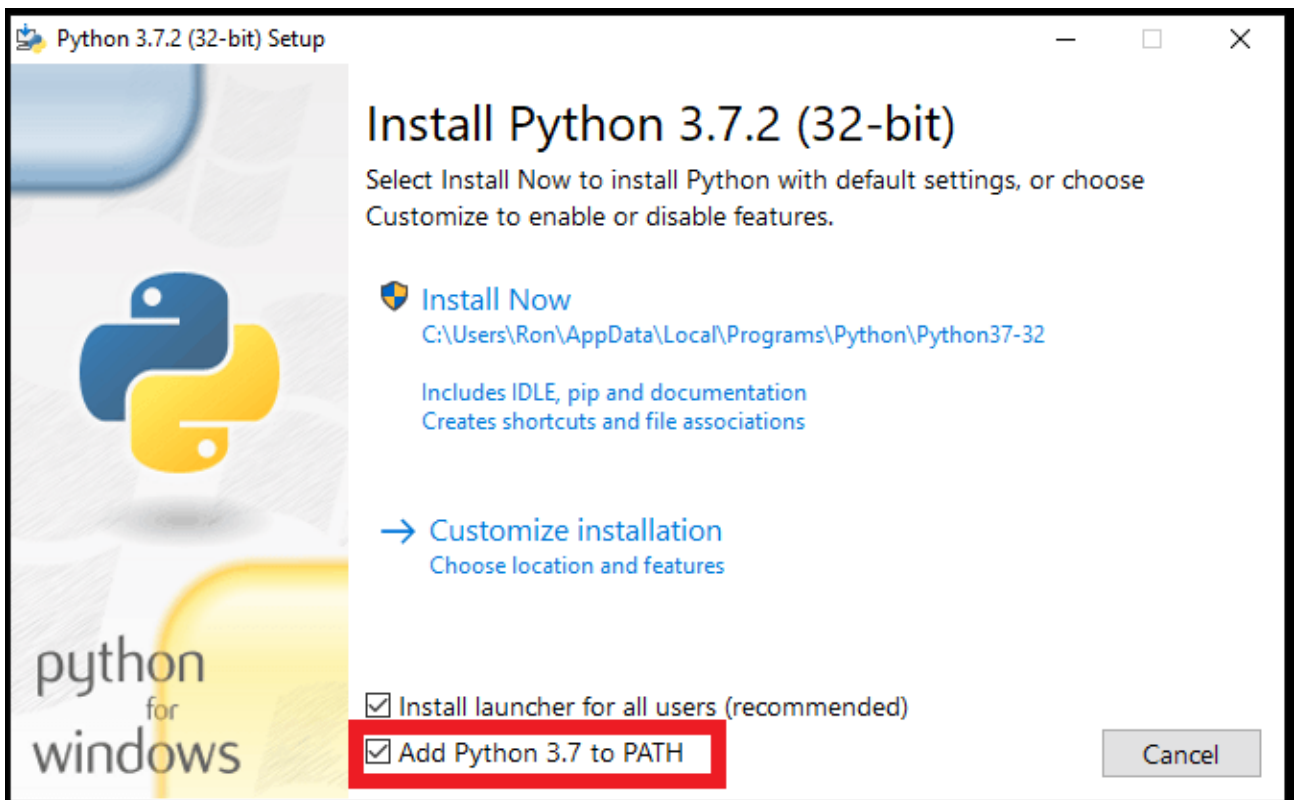 Python 3.7.2 (32-bit) Setup
Install Python 3.7.2 (32-bit)
Select Install Now to install Python with default settings, or choose
Customize to enable or disable features.
Install Now
C:\Users\Ron\AppData\Local\Programs\Python\Python37-32
Includes IDLE, pip and documentation
Creates shortcuts and file associations
Customize installation
Choose location and features
python
for
windows
Install launcher for all users (recommended)
Add Python 3.7 to PATH
Cancel